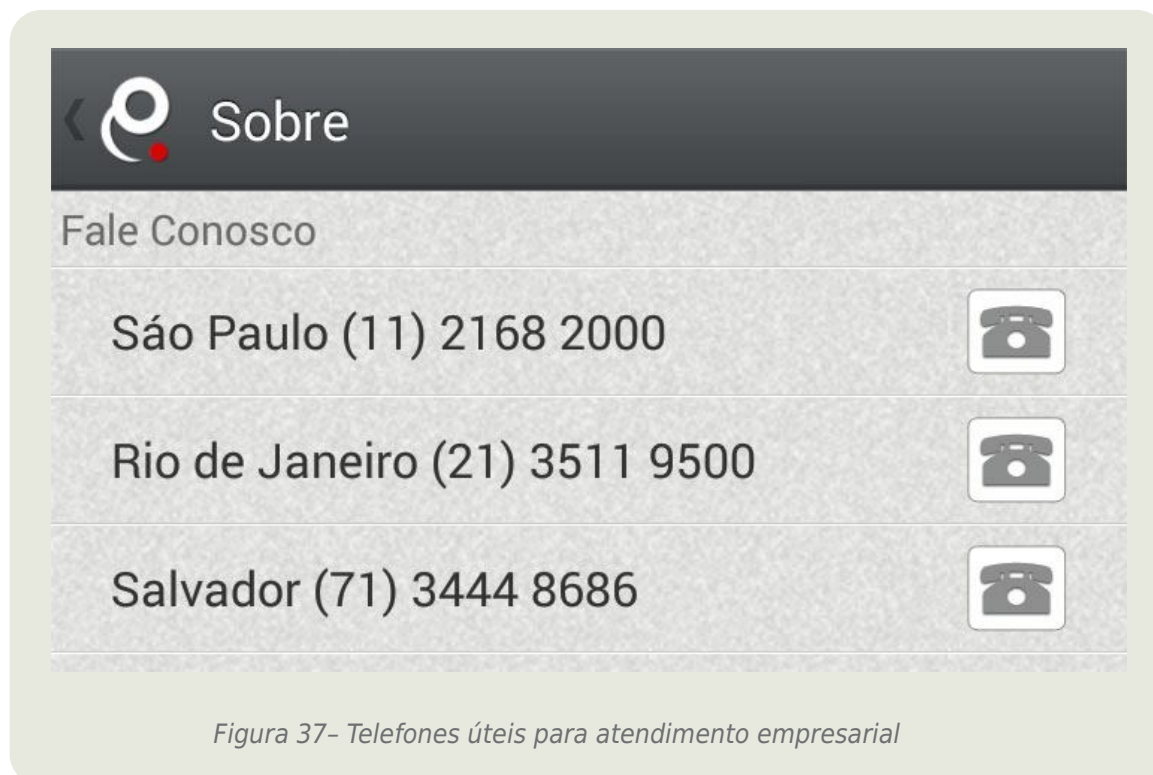 Sobre
Fale Conosco
Sáo Paulo (11) 2168 2000
Rio de Janeiro (21) 3511 9500
Salvador (71) 3444 8686
Figura 37– Telefones úteis para atendimento empresarial